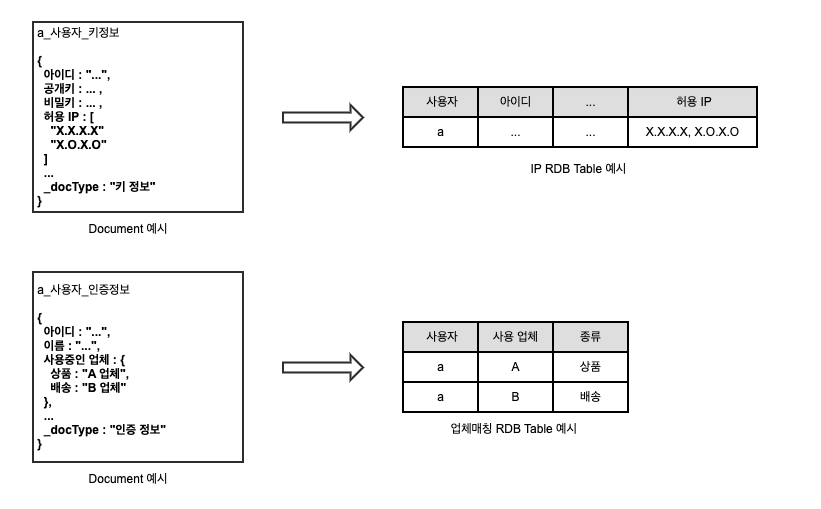 a_사용자_키정보
{
아이디 : "...",
공개키 : ... ,
비밀키 : ... ,
허용 IP : [
"X.X.X.X"
"X.O.X.O"
]
...
_docType : "키 정보"
}
Document 예시
사용자 아이디 ... 허용 IP
a ... ... X.X.X.X, X.O.X.O
IP RDB Table 예시
a_사용자_인증정보
{
아이디 : "...",
이름 : "...",
사용중인 업체 : {
상품 : "A 업체",
배송 : "B 업체"
},
...
_docType : "인증 정보"
}
Document 예시
사용자 사용 업체 종류
a A 상품
a B 배송
업체매칭 RDB Table 예시